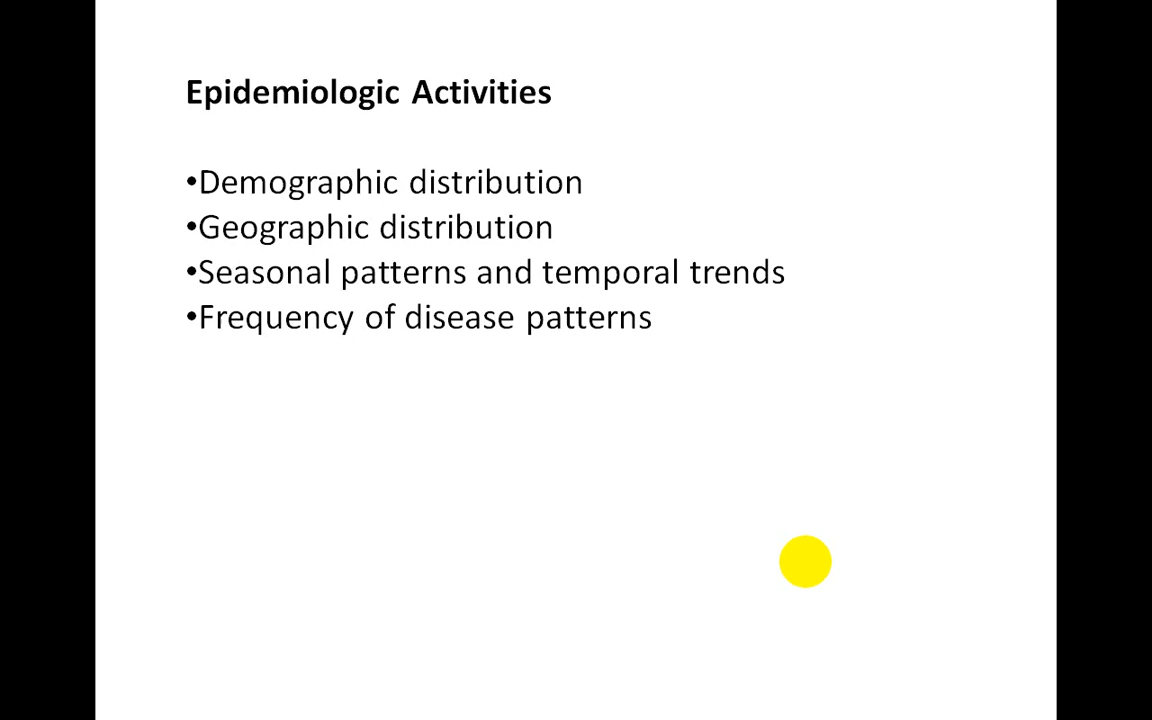 Epidemiologic Activities
•Demographic distribution
•Geographic distribution
•Seasonal patterns and temporal trends
•Frequency of disease patterns